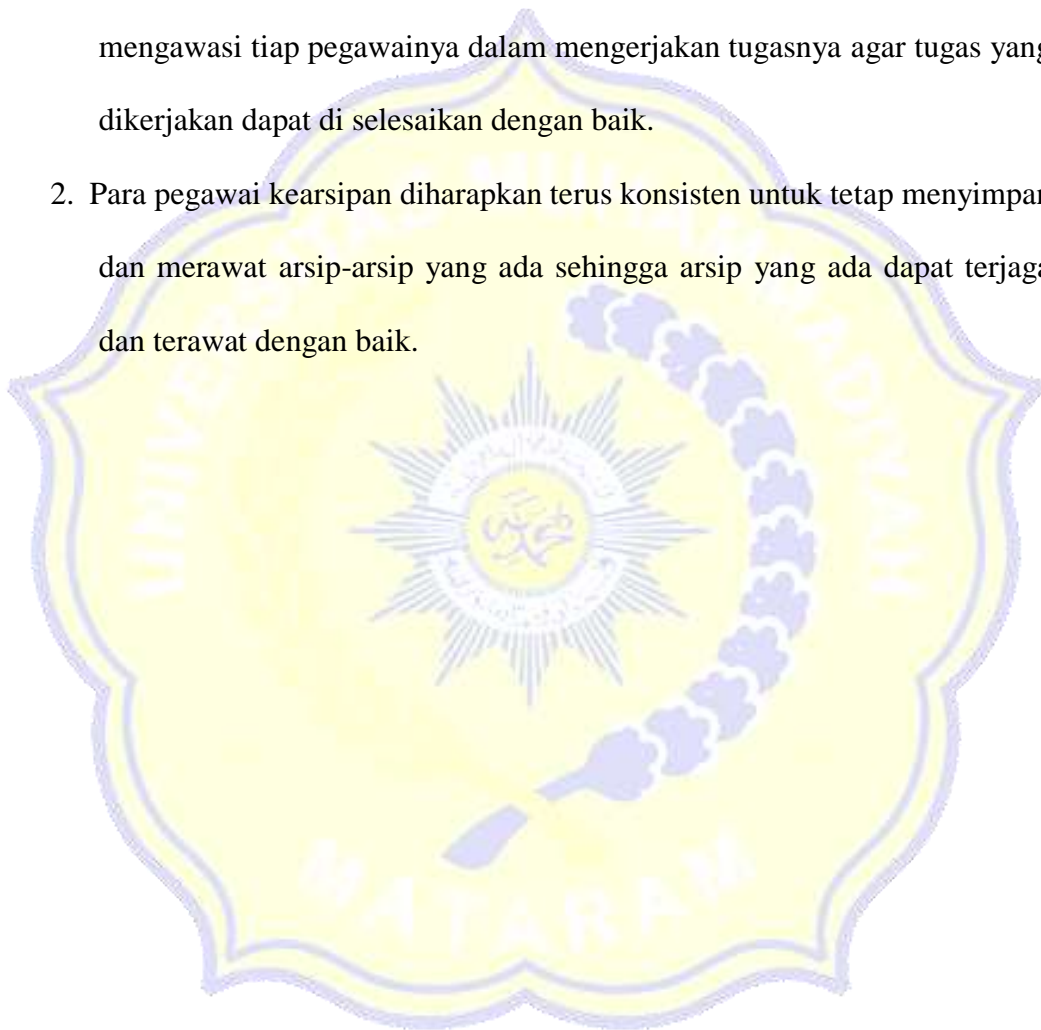 mengawasi tiap pegawainya dalam mengerjakan tugasnya agar tugas yang
dikerjakan dapat di selesaikan dengan baik.
2. Para pegawai kearsipan diharapkan terus konsisten untuk tetap menyimpan
dan merawat arsip-arsip yang ada sehingga arsip yang ada dapat terjaga
dan terawat dengan baik.
UNIVERSITAS MUHAMMADIYAH
MATARAM